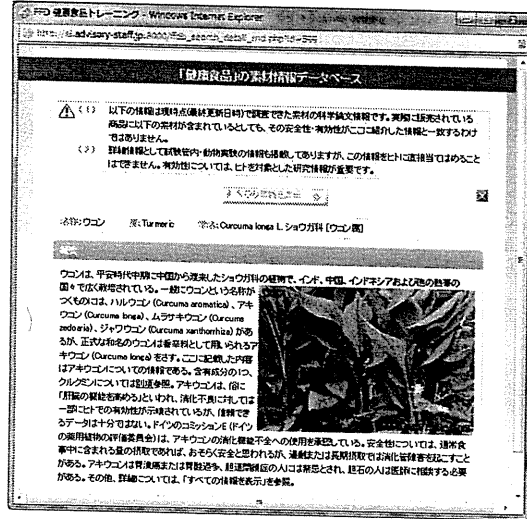 健康食品トレーニング - Windows Internet Explorer
「健康食品」の素材情報データベース
(1) 以下の情報は現時点(最終更新日時)で調査できた素材の科学論文情報です。実際に販売されている
商品に以下の素材が含まれているとしても、その安全性・有効性がここに紹介した情報と一致するわけ
ではありません。
(2) 詳細情報として試験管内・動物実験の情報も掲載してありますが、この情報をヒトに直接当てはめること
はできません。有効性については、ヒトを対象とした研究情報が重要です。
すべての情報を表示
名称:ウコン 英:Turmeric 学名:Curcuma longa L. ショウガ科 [ウコン属]
ウコンは、平安時代中期に中国から渡来したショウガ科の植物で、インド、中国、インドネシアおよび他の熱帯の
国々で広く栽培されている。一般にウコンという名称が
つくものには、ハルウコン (Curcuma aromatica)、アキ
ウコン (Curcuma longa)、ムラサキウコン (Curcuma
zedoaria)、ジャワウコン (Curcuma xanthorrhiza) があ
るが、正式な和名のウコンは香辛料として用いられるア
キウコン (Curcuma longa) をさす。ここに記載した内容
はアキウコンについての情報である。含有成分の1つ、
クルクミンについては別途参照。アキウコンは、俗に
「肝臓の機能を高める」といわれ、消化不良に対しては
一部にヒトでの有効性が示唆されているが、信頼でき
るデータは十分ではない。ドイツのコミッションE (ドイツ
の薬用植物の評価委員会) は、アキウコンの消化機能不全への使用を承認している。安全性については、通常食
事中に含まれる量の摂取であれば、おそらく安全と思われるが、過剰または長期摂取では消化管障害を起こすこと
がある。アキウコンは胃潰瘍または胃酸過多、胆道閉鎖症の人には禁忌とされ、胆石の人は医師に相談する必要
がある。その他、詳細については、「すべての情報を表示」を参照。